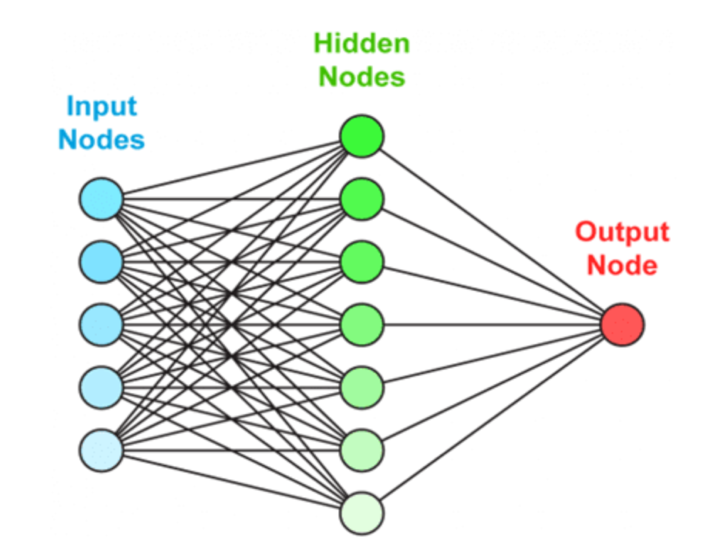 Hidden
Nodes
Input
Nodes
Output
Node